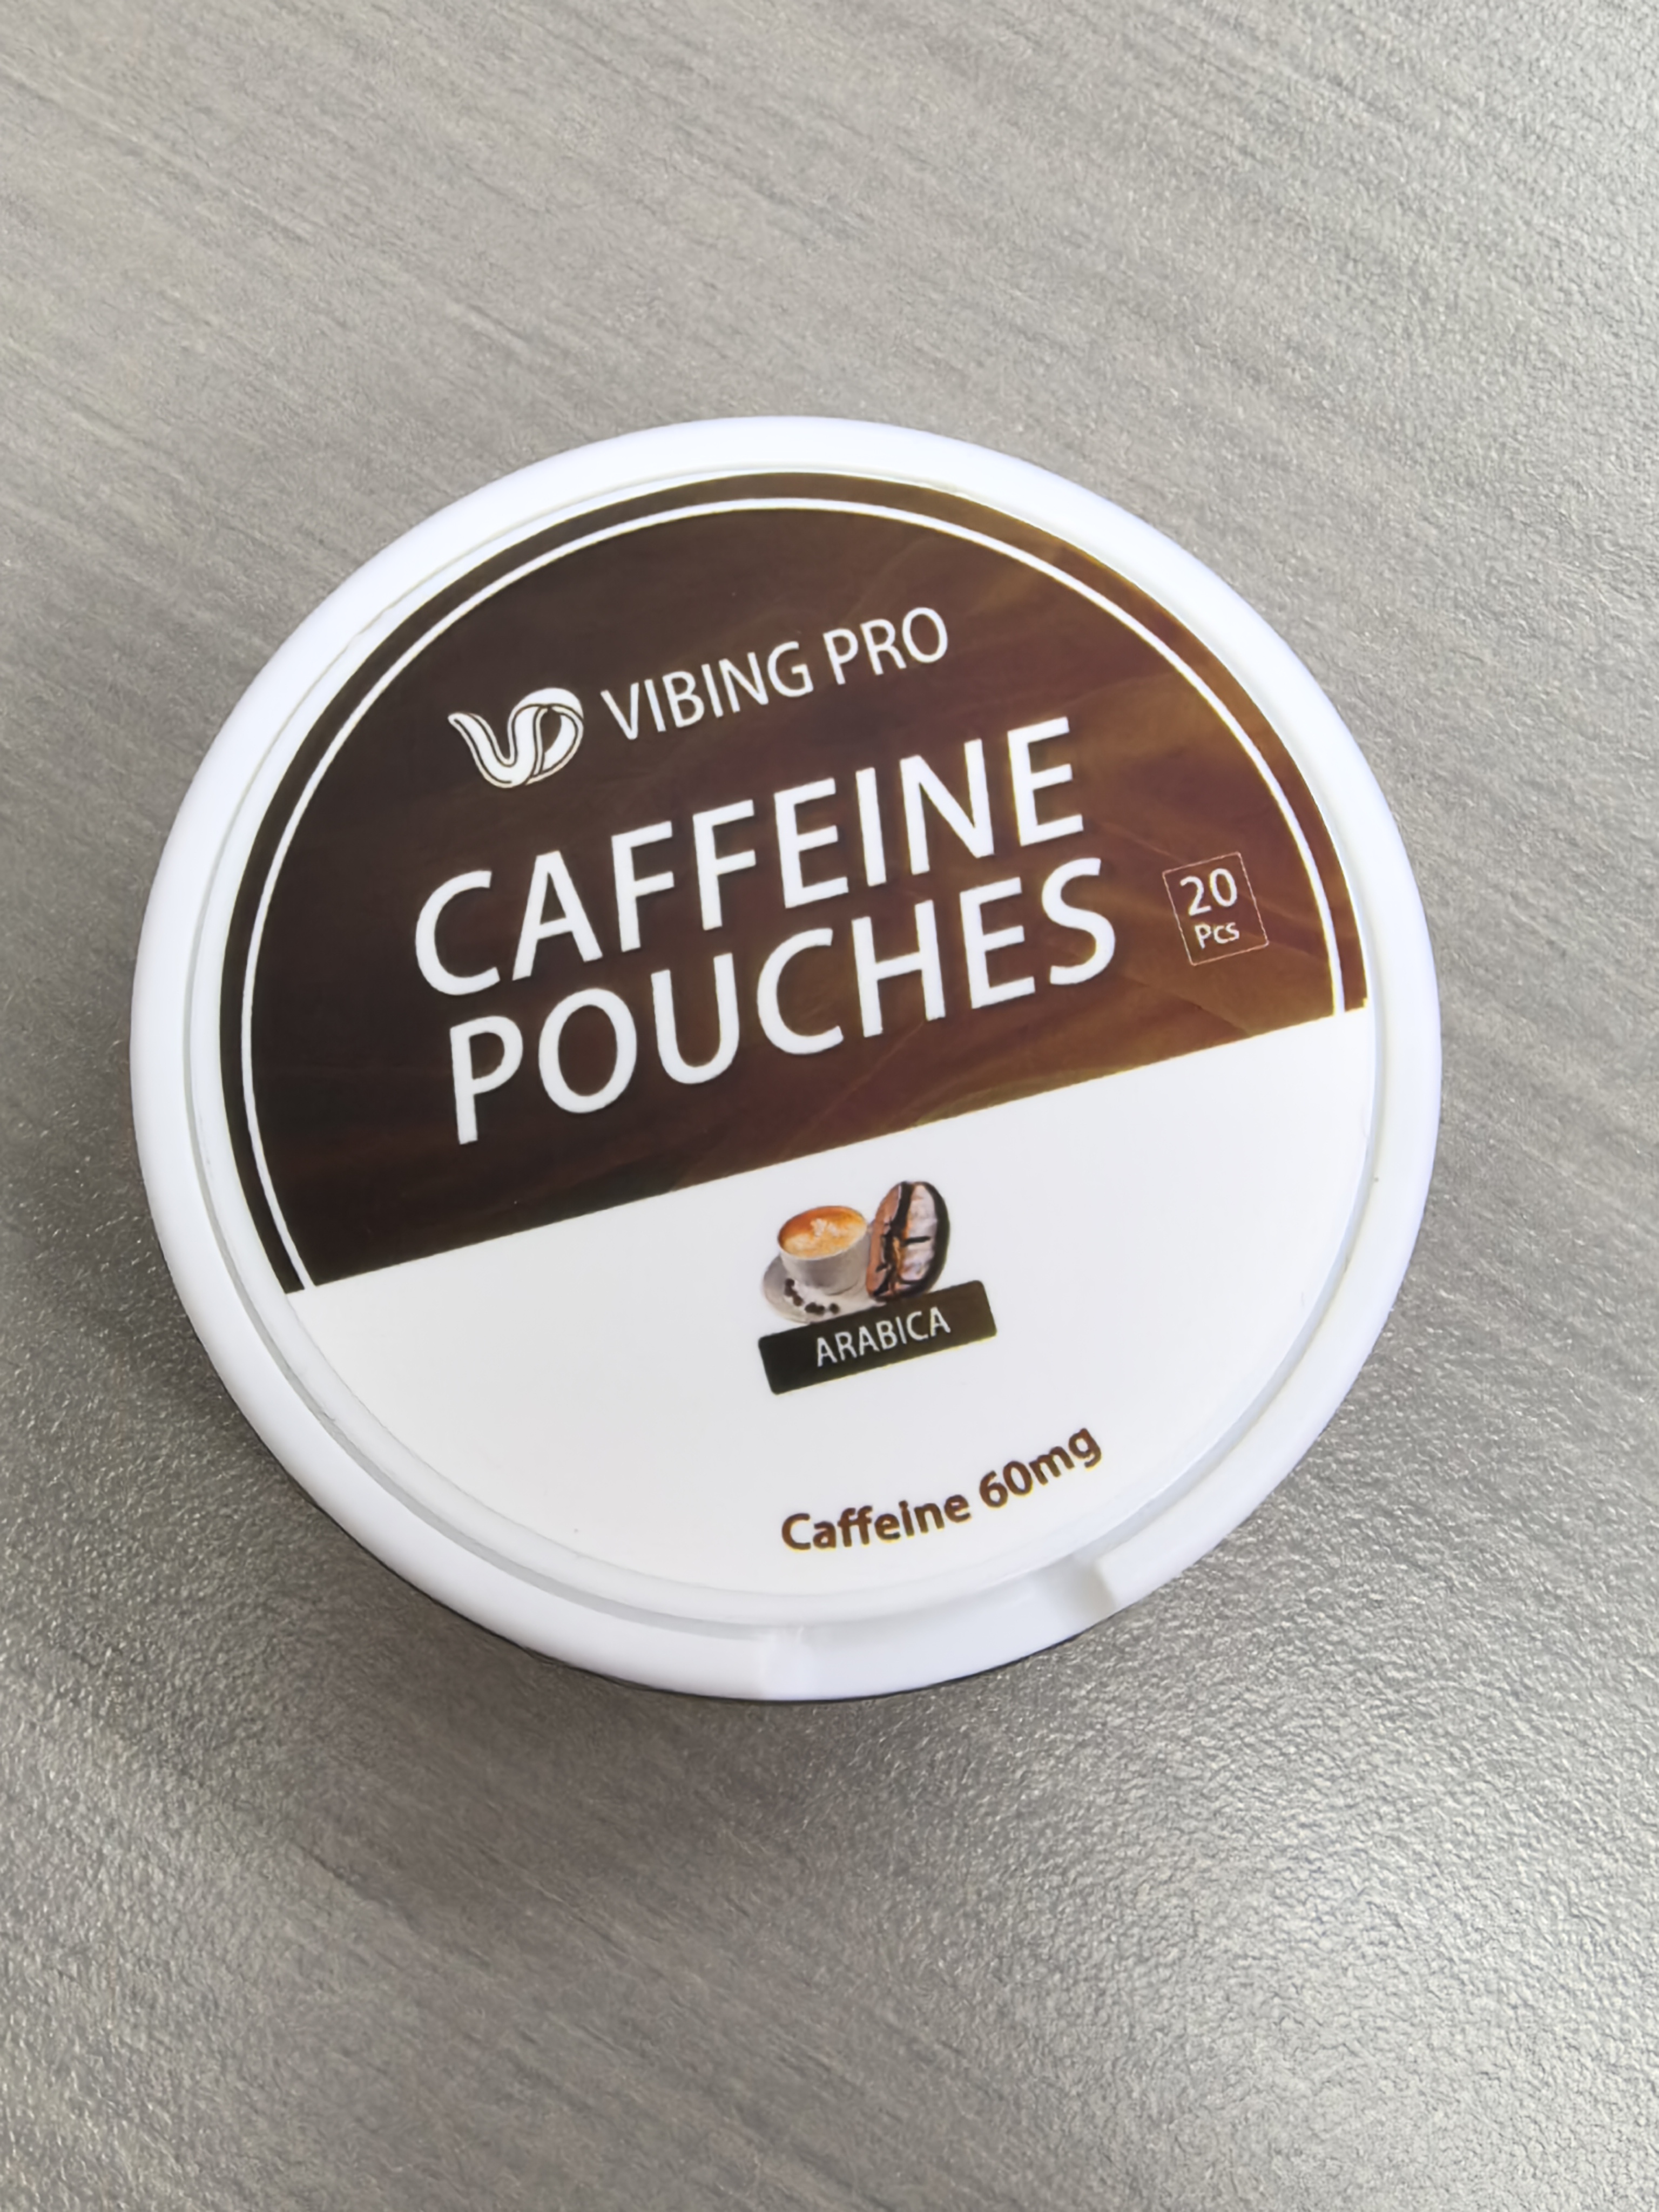 VIBING PRO
CAFFEINE
POUCHES
20
Pcs
ARABICA
Caffeine 60mg